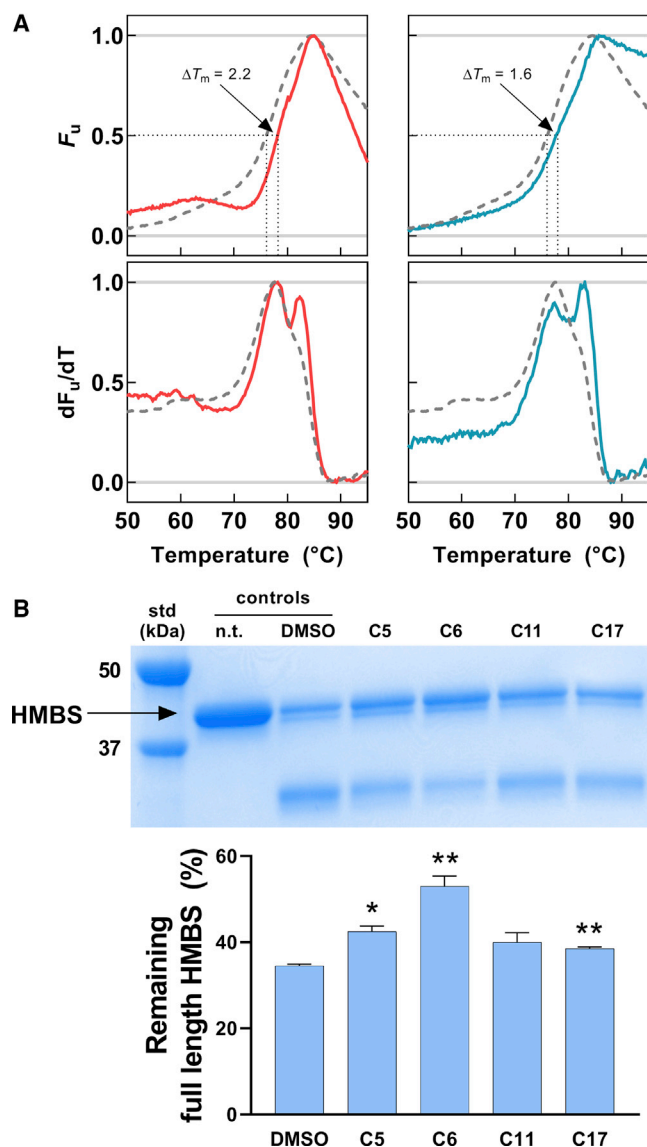 A
1.0
0.5
0.0
Fu
ΔTm = 2.2
ΔTm = 1.6
1.0
0.5
0.0
dFu/dT
50 60 70 80 90
50 60 70 80 90
Temperature (°C)
Temperature (°C)
B
std
(kDa)
controls
n.t.
DMSO
C5
C6
C11
C17
50
HMBS
37
Remaining
full length HMBS (%)
60
40
20
0
*
**
**
DMSO
C5
C6
C11
C17